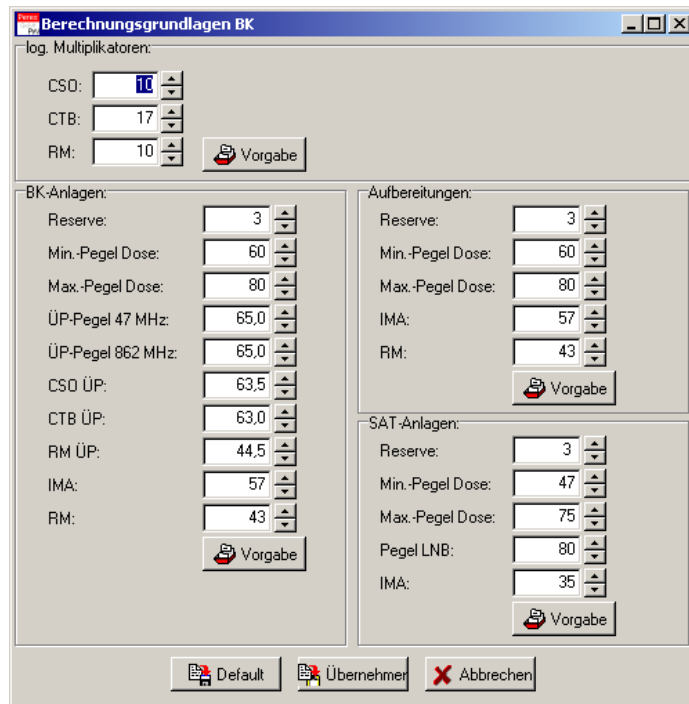 Berechnungsgrundlagen BK
log. Multiplikatoren:
CSO: 10
CTB: 17
RM: 10
Vorgabe
BK-Anlagen:
Reserve: 3
Min.-Pegel Dose: 60
Max.-Pegel Dose: 80
ÜP-Pegel 47 MHz: 65,0
ÜP-Pegel 862 MHz: 65,0
CSO ÜP: 63,5
CTB ÜP: 63,0
RM ÜP: 44,5
IMA: 57
RM: 43
Vorgabe
Aufbereitungen:
Reserve: 3
Min.-Pegel Dose: 60
Max.-Pegel Dose: 80
IMA: 57
RM: 43
Vorgabe
SAT-Anlagen:
Reserve: 3
Min.-Pegel Dose: 47
Max.-Pegel Dose: 75
Pegel LNB: 80
IMA: 35
Vorgabe
Default
Übernehmer
Abbrechen